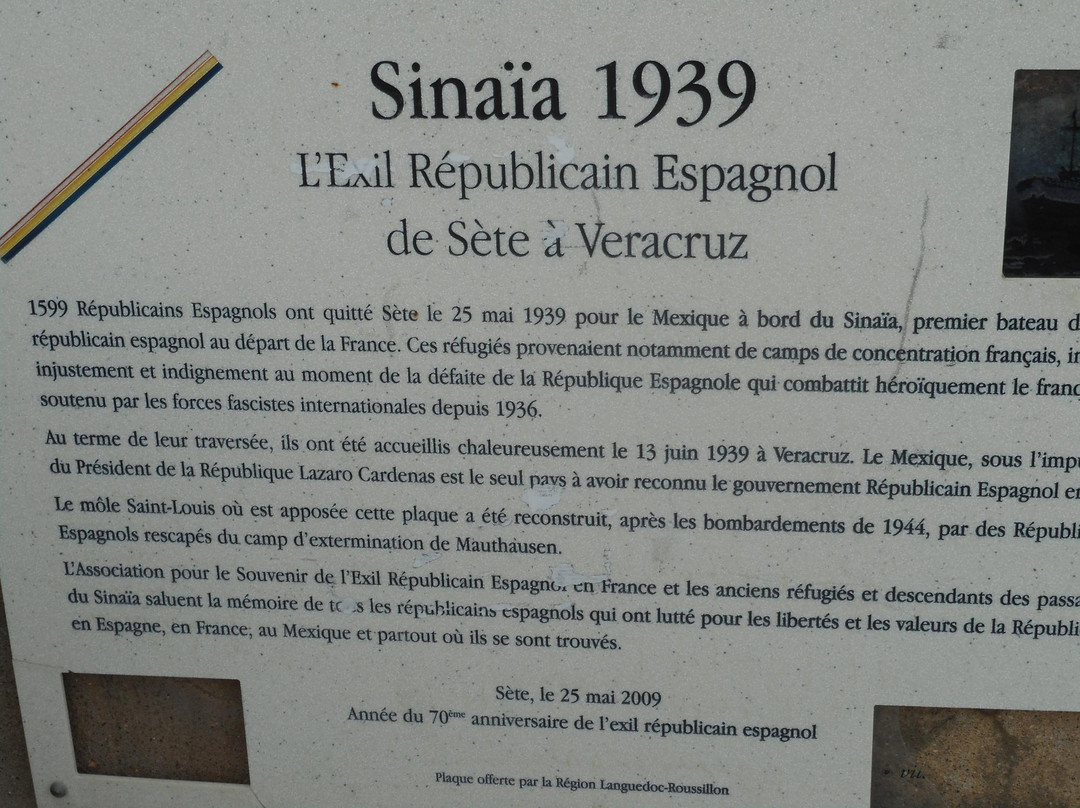 Sinaïa 1939
L'Exil Républicain Espagnol
de Sète à Veracruz
1599 Républicains Espagnols ont quitté Sète le 25 mai 1939 pour le Mexique à bord du Sinaïa, premier bateau
républicain espagnol au départ de la France. Ces réfugiés provenaient notamment de camps de concentration français,
injustement et indignement au moment de la défaite de la République Espagnole qui combattit héroïquement le
soutenu par les forces fascistes internationales depuis 1936.
Au terme de leur traversée, ils ont été accueillis chaleureusement le 13 juin 1939 à Veracruz. Le Mexique, sous
du Président de la République Lazaro Cardenas est le seul pays à avoir reconnu le gouvernement Républicain Espagnol
Le môle Saint-Louis où est apposée cette plaque a été reconstruit, après les bombardements de 1944, par des
Espagnols rescapés du camp d'extermination de Mauthausen.
L'Association pour le Souvenir de l'Exil Républicain Espagnol en France et les anciens réfugiés et descendants des
du Sinaïa saluent la mémoire de les républicains espagnols qui ont lutté pour les libertés et les valeurs de la
en Espagne, en France, au Mexique et partout où ils se sont trouvés.
Sète, le 25 mai 2009
Année du 70ème anniversaire de l'exil républicain espagnol
Plaque offerte par la Région Languedoc-Roussillon